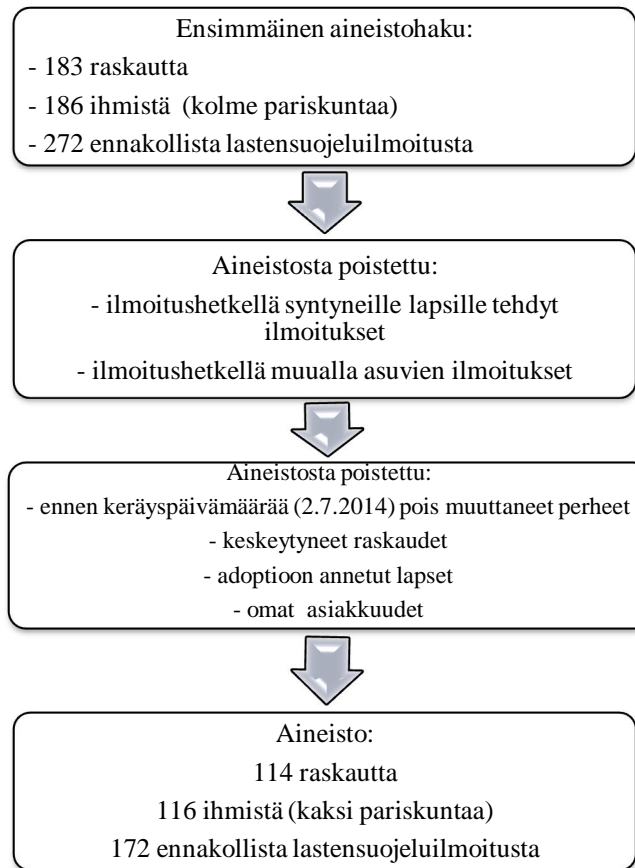 Ensimmäinen aineistohaku:
- 183 raskautta
- 186 ihmistä (kolme pariskuntaa)
- 272 ennakollista lastensuojeluilmoitusta
Aineistosta poistettu:
- ilmoitushetkellä syntyneille lapsille tehdyt
ilmoitukset
- ilmoitushetkellä muualla asuvien ilmoitukset
Aineistosta poistettu:
- ennen keräyspäivämäärää (2.7.2014) pois muuttaneet perheet
- keskeytyneet raskaudet
- adoptioon annetut lapset
- omat asiakkuudet
Aineisto:
114 raskautta
116 ihmistä (kaksi pariskuntaa)
172 ennakollista lastensuojeluilmoitusta